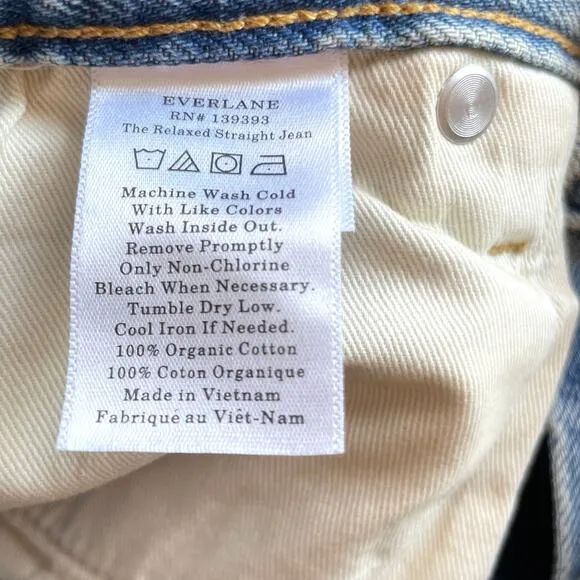 EVERLANE
RN# 139393
The Relaxed Straight Jean
Machine Wash Cold
With Like Colors
Wash Inside Out.
Remove Promptly
Only Non-Chlorine
Bleach When Necessary.
Tumble Dry Low.
Cool Iron If Needed.
100% Organic Cotton
100% Coton Organique
Made in Vietnam
Fabriqué au Viêt-Nam